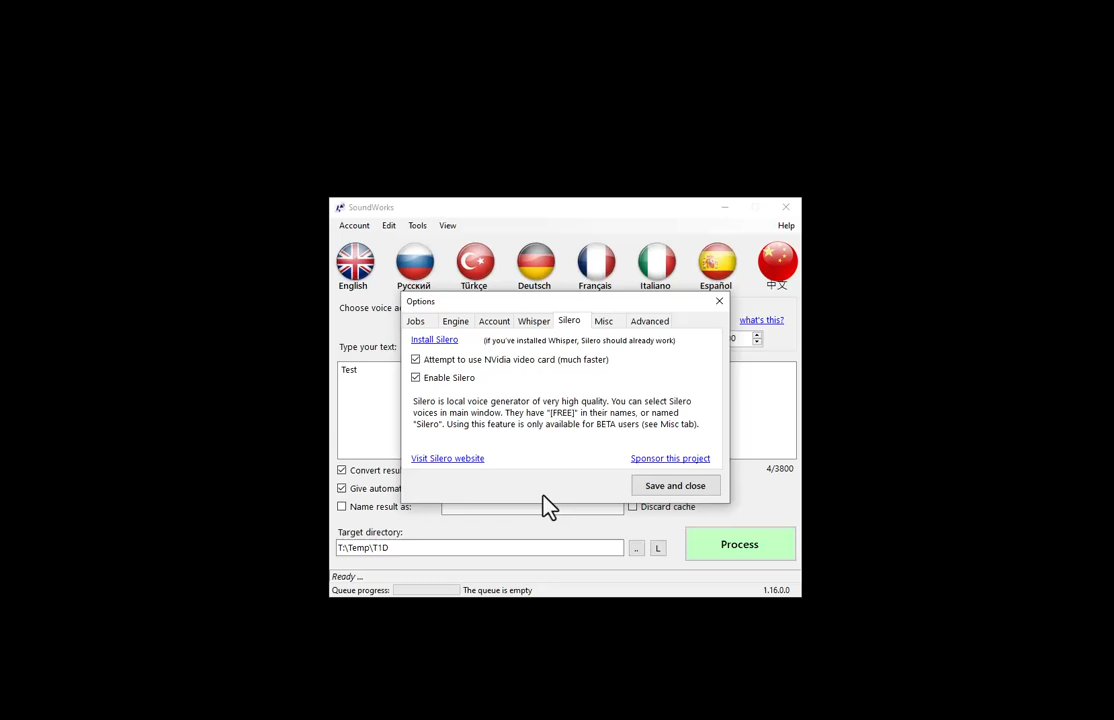 SoundWorks
Account Edit Tools View Help
English Русский Türkçe Deutsch Français Italiano Español 中文
Choose voice
what's this?
Type your text:
Test
Options
Jobs Engine Account Whisper Silero Misc Advanced
Install Silero (if you've installed Whisper, Silero should already work)
Attempt to use NVidia video card (much faster)
Enable Silero
Silero is local voice generator of very high quality. You can select Silero
voices in main window. They have "[FREE]" in their names, or named
"Silero". Using this feature is only available for BETA users (see Misc tab).
Visit Silero website Sponsor this project
Save and close
Convert
4/3800
Give
Name result as: Discard cache
Target directory:
T:\Temp\T1D .. L Process
Ready ...
Queue progress: The queue is empty 1.16.0.0